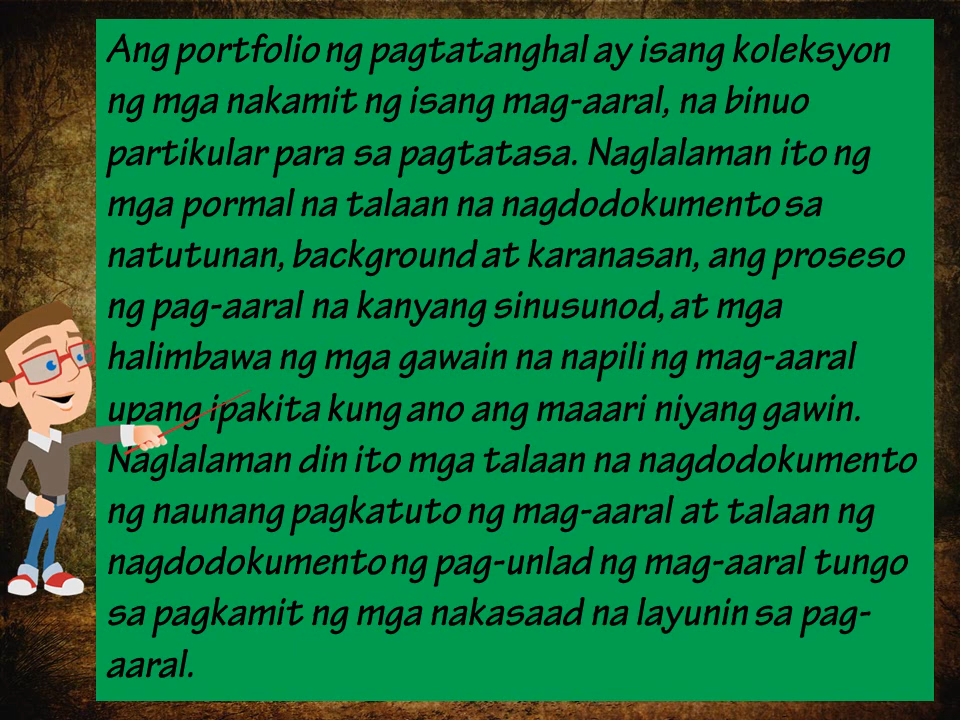 Ang portfolio ng pagtatanghal ay isang koleksyon
ng mga nakamit ng isang mag-aaral, na binuo
partikular para sa pagtatasa. Naglalaman ito ng
mga pormal na talaan na nagdodokumento sa
natutunan, background at karanasan, ang proseso
ng pag-aaral na kanyang sinusunod, at mga
halimbawa ng mga gawain na napili ng mag-aaral
upang ipakita kung ano ang maaari niyang gawin.
Naglalaman din ito mga talaan na nagdodokumento
ng naunang pagkatuto ng mag-aaral at talaan ng
nagdodokumento ng pag-unlad ng mag-aaral tungo
sa pagkamit ng mga nakasaad na layunin sa pag-
aaral.